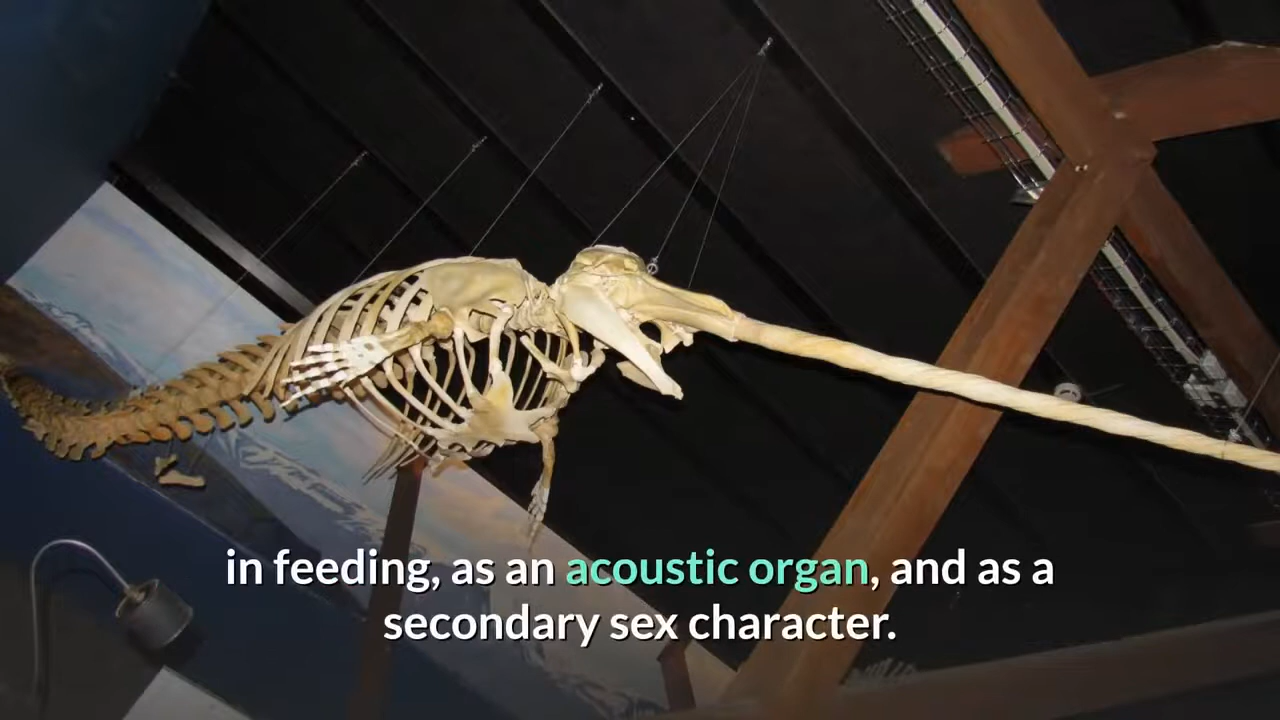 in feeding, as an acoustic organ, and as a
secondary sex character.